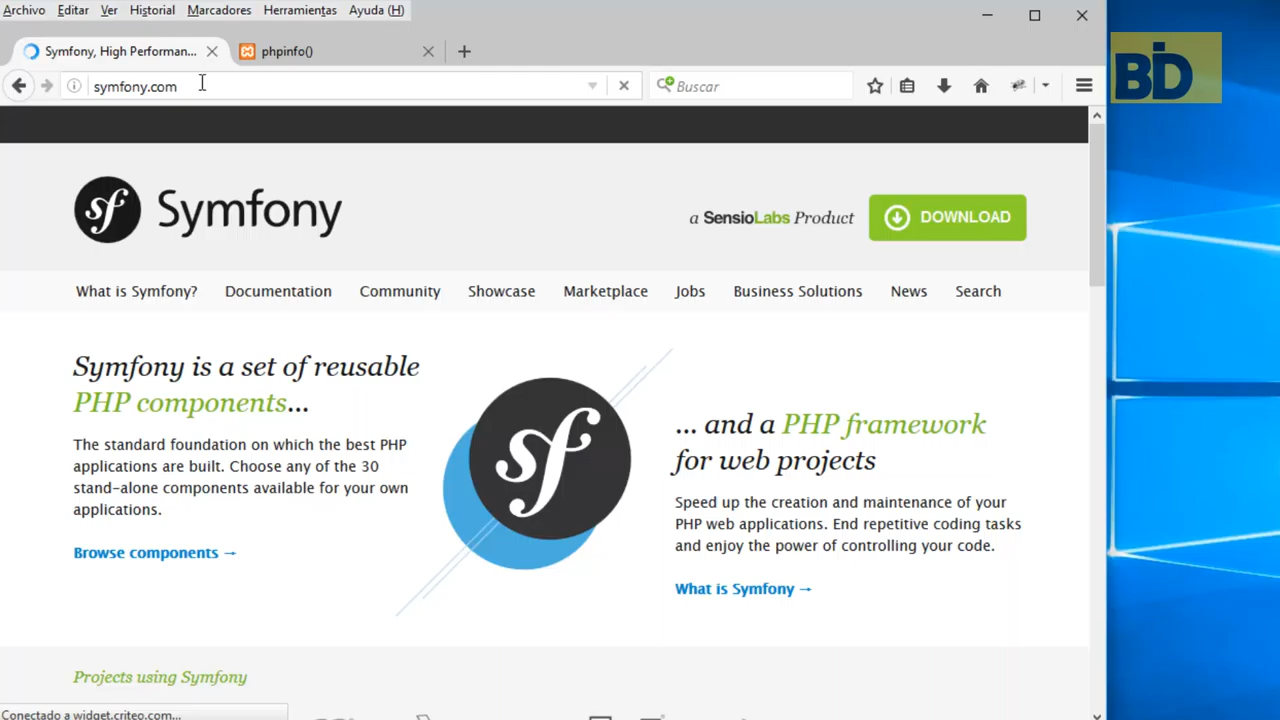 Archivo Editar Ver Historial Marcadores Herramientas Ayuda (H)
Symfony, High Performan... phpinfo()
symfony.com
Buscar
BID
sf Symfony
a SensioLabs Product
DOWNLOAD
What is Symfony? Documentation Community Showcase Marketplace Jobs Business Solutions News Search
Symfony is a set of reusable
PHP components...
The standard foundation on which the best PHP
applications are built. Choose any of the 30
stand-alone components available for your own
applications.
Browse components →
sf
... and a PHP framework
for web projects
Speed up the creation and maintenance of your
PHP web applications. End repetitive coding tasks
and enjoy the power of controlling your code.
What is Symfony →
Projects using Symfony
Conectado a widget.criteo.com...